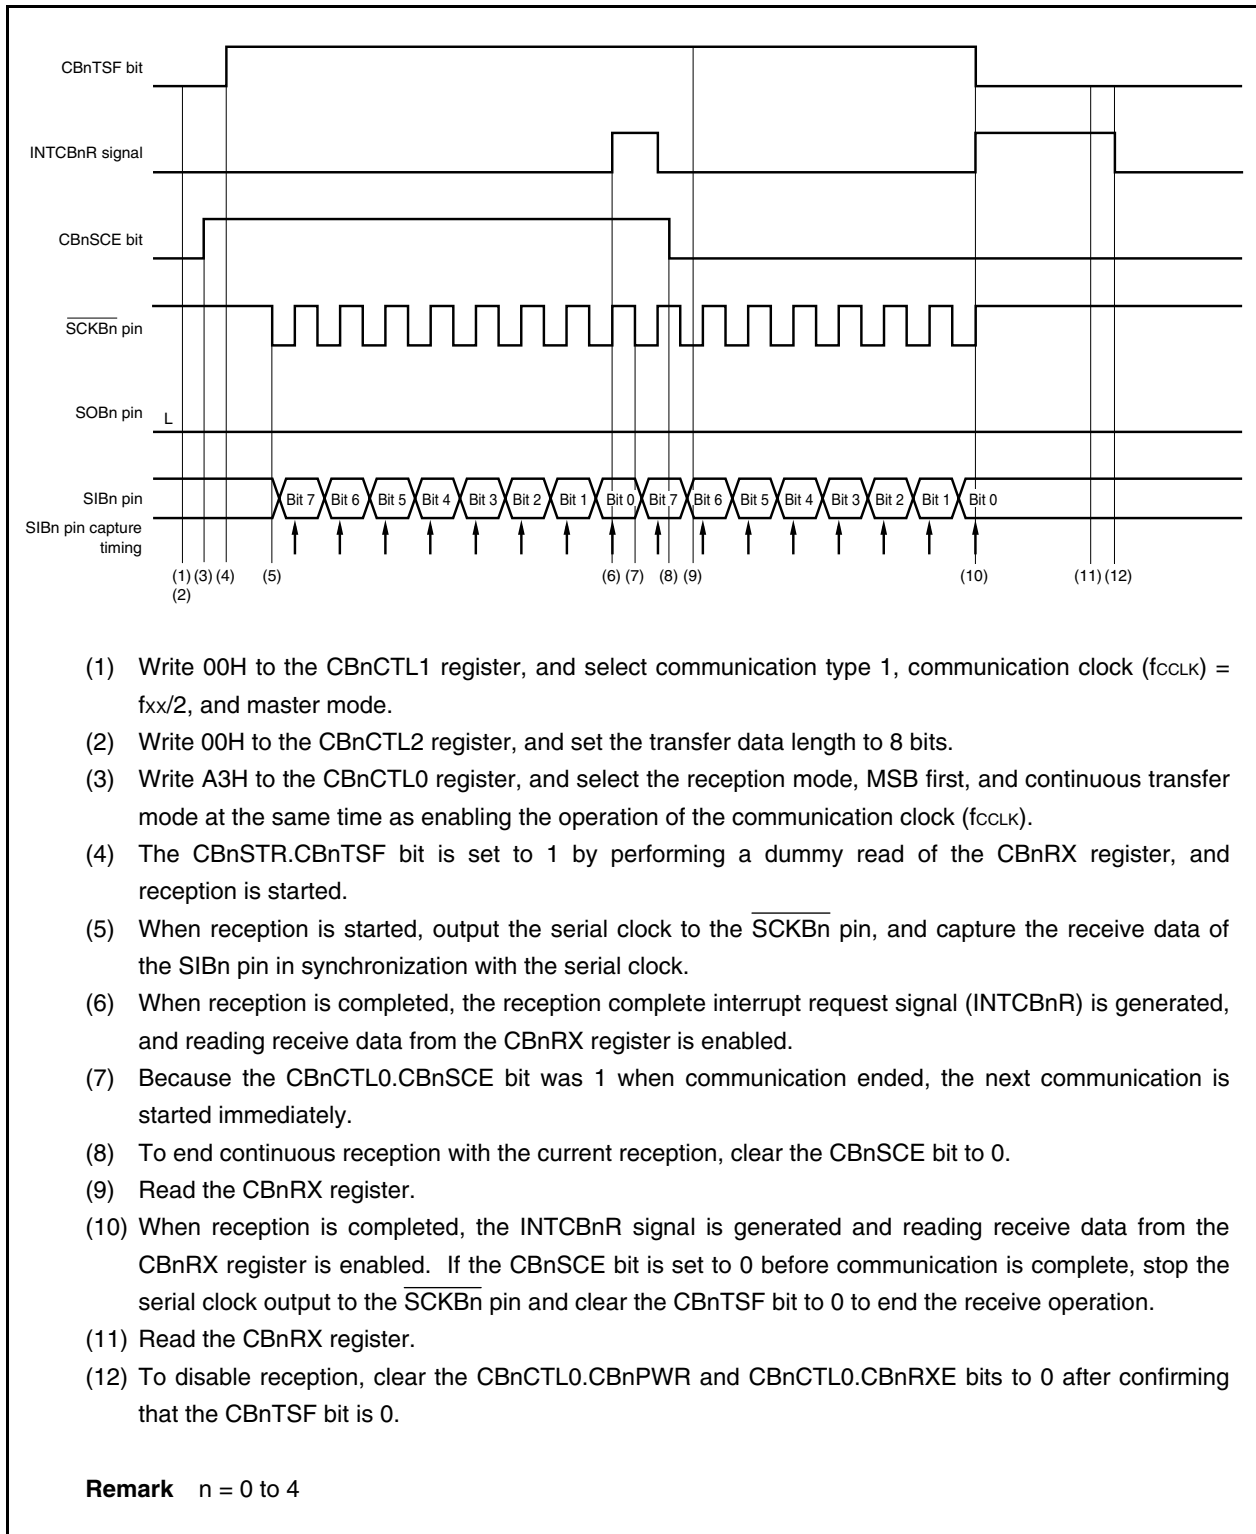 CBnTSF bit
INTCBnR signal
CBnSCE bit
SCKBn pin
SOBn pin L
SIBn pin Bit 7 Bit 6 Bit 5 Bit 4 Bit 3 Bit 2 Bit 1 Bit 0 Bit 7 Bit 6 Bit 5 Bit 4 Bit 3 Bit 2 Bit 1 Bit 0
SIBn pin capture
timing
(1) (3) (4) (5) (6) (7) (8) (9) (10) (11) (12)
(2)
(1) Write 00H to the CBnCTL1 register, and select communication type 1, communication clock (fCCLK) =
fxx/2, and master mode.
(2) Write 00H to the CBnCTL2 register, and set the transfer data length to 8 bits.
(3) Write A3H to the CBnCTL0 register, and select the reception mode, MSB first, and continuous transfer
mode at the same time as enabling the operation of the communication clock (fCCLK).
(4) The CBnSTR.CBnTSF bit is set to 1 by performing a dummy read of the CBnRX register, and
reception is started.
(5) When reception is started, output the serial clock to the SCKBn pin, and capture the receive data of
the SIBn pin in synchronization with the serial clock.
(6) When reception is completed, the reception complete interrupt request signal (INTCBnR) is generated,
and reading receive data from the CBnRX register is enabled.
(7) Because the CBnCTL0.CBnSCE bit was 1 when communication ended, the next communication is
started immediately.
(8) To end continuous reception with the current reception, clear the CBnSCE bit to 0.
(9) Read the CBnRX register.
(10) When reception is completed, the INTCBnR signal is generated and reading receive data from the
CBnRX register is enabled. If the CBnSCE bit is set to 0 before communication is complete, stop the
serial clock output to the SCKBn pin and clear the CBnTSF bit to 0 to end the receive operation.
(11) Read the CBnRX register.
(12) To disable reception, clear the CBnCTL0.CBnPWR and CBnCTL0.CBnRXE bits to 0 after confirming
that the CBnTSF bit is 0.
Remark n = 0 to 4